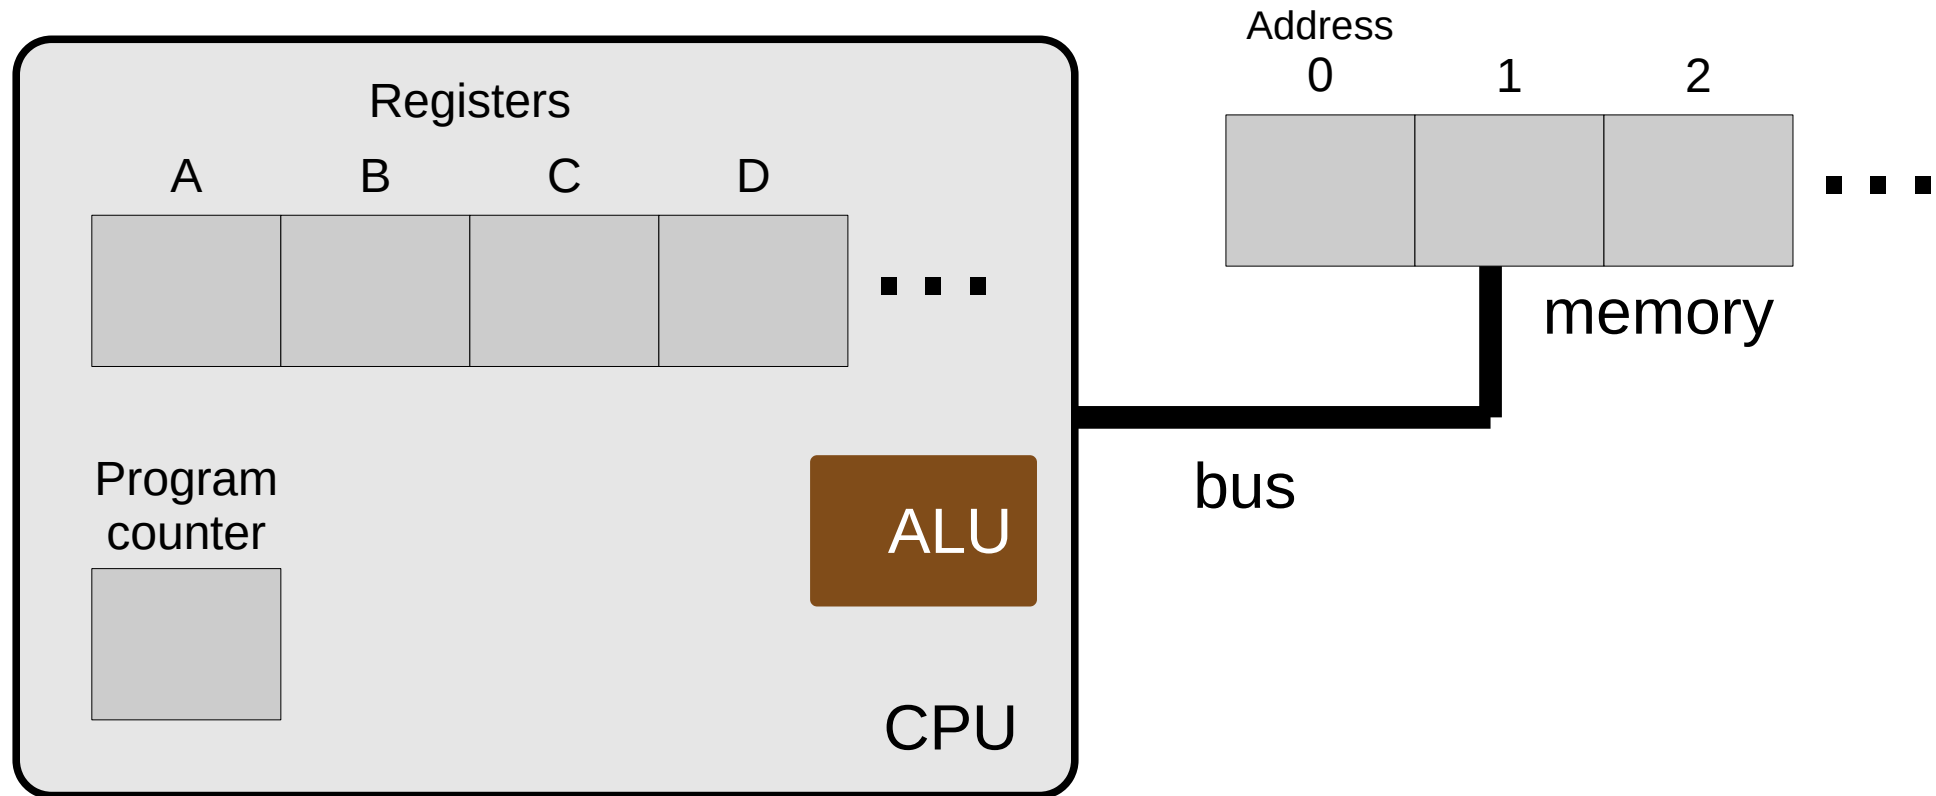 Address
0 1 2
Registers
A B C D
memory
Program
counter
bus
ALU
CPU